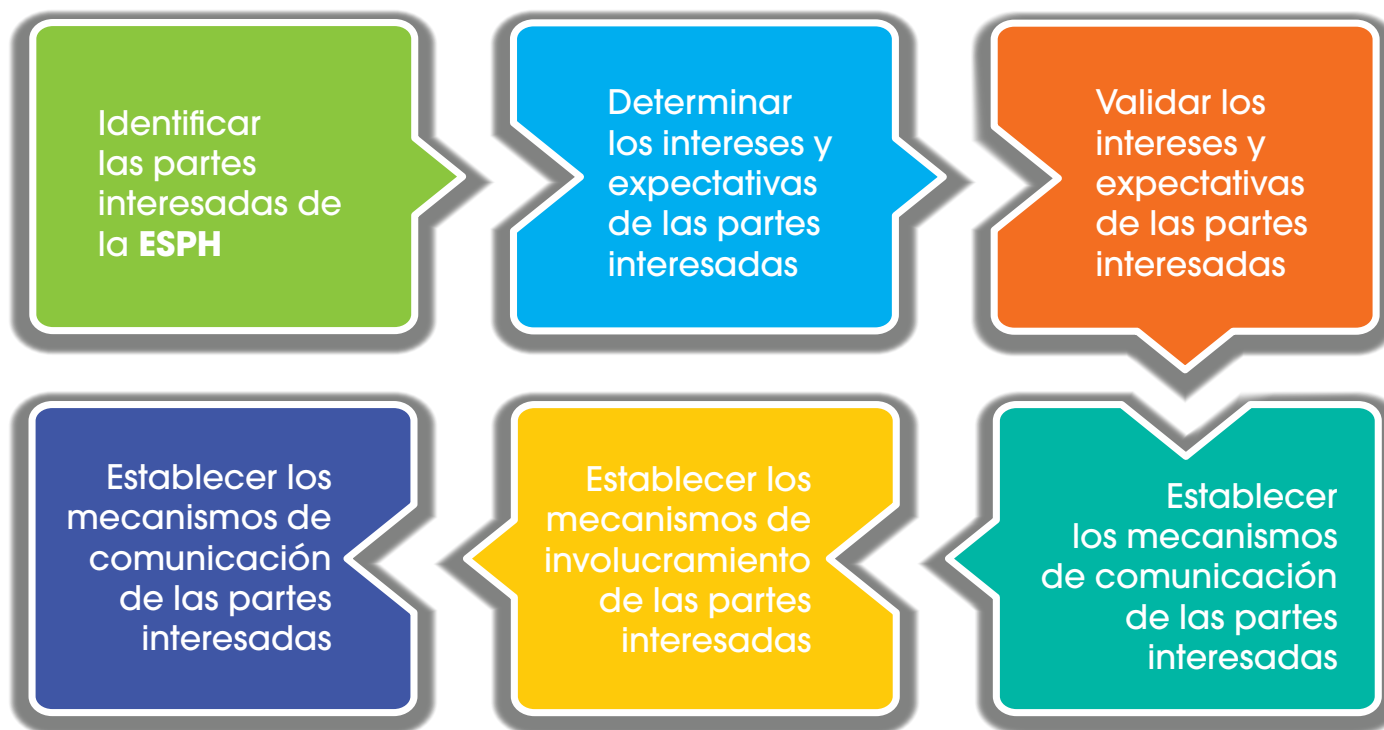 Identificar
las partes
interesadas de
la ESPH
Determinar
los intereses y
expectativas
de las partes
interesadas
Validar los
intereses y
expectativas
de las partes
interesadas
Establecer
los mecanismos
de comunicación
de las partes
interesadas
Establecer los
mecanismos de
involucramiento
de las partes
interesadas
Establecer los
mecanismos de
comunicación
de las partes
interesadas